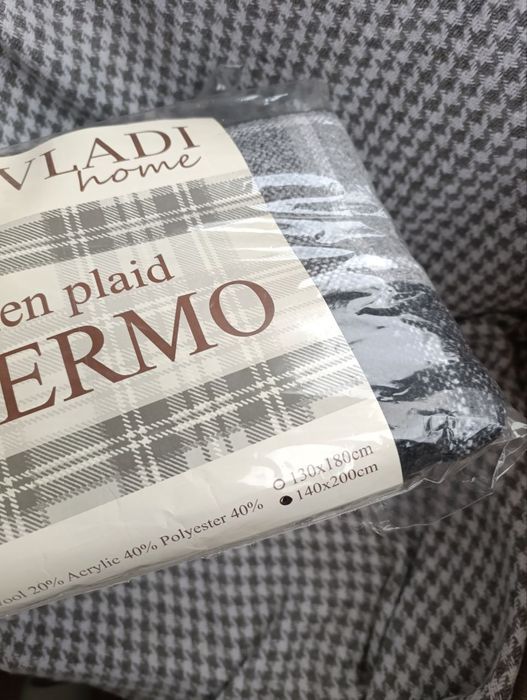 VLADI
home
en plaid
ERMO
130x180cm
140x200cm
ool 20% Acrylic 40% Polyester 40%